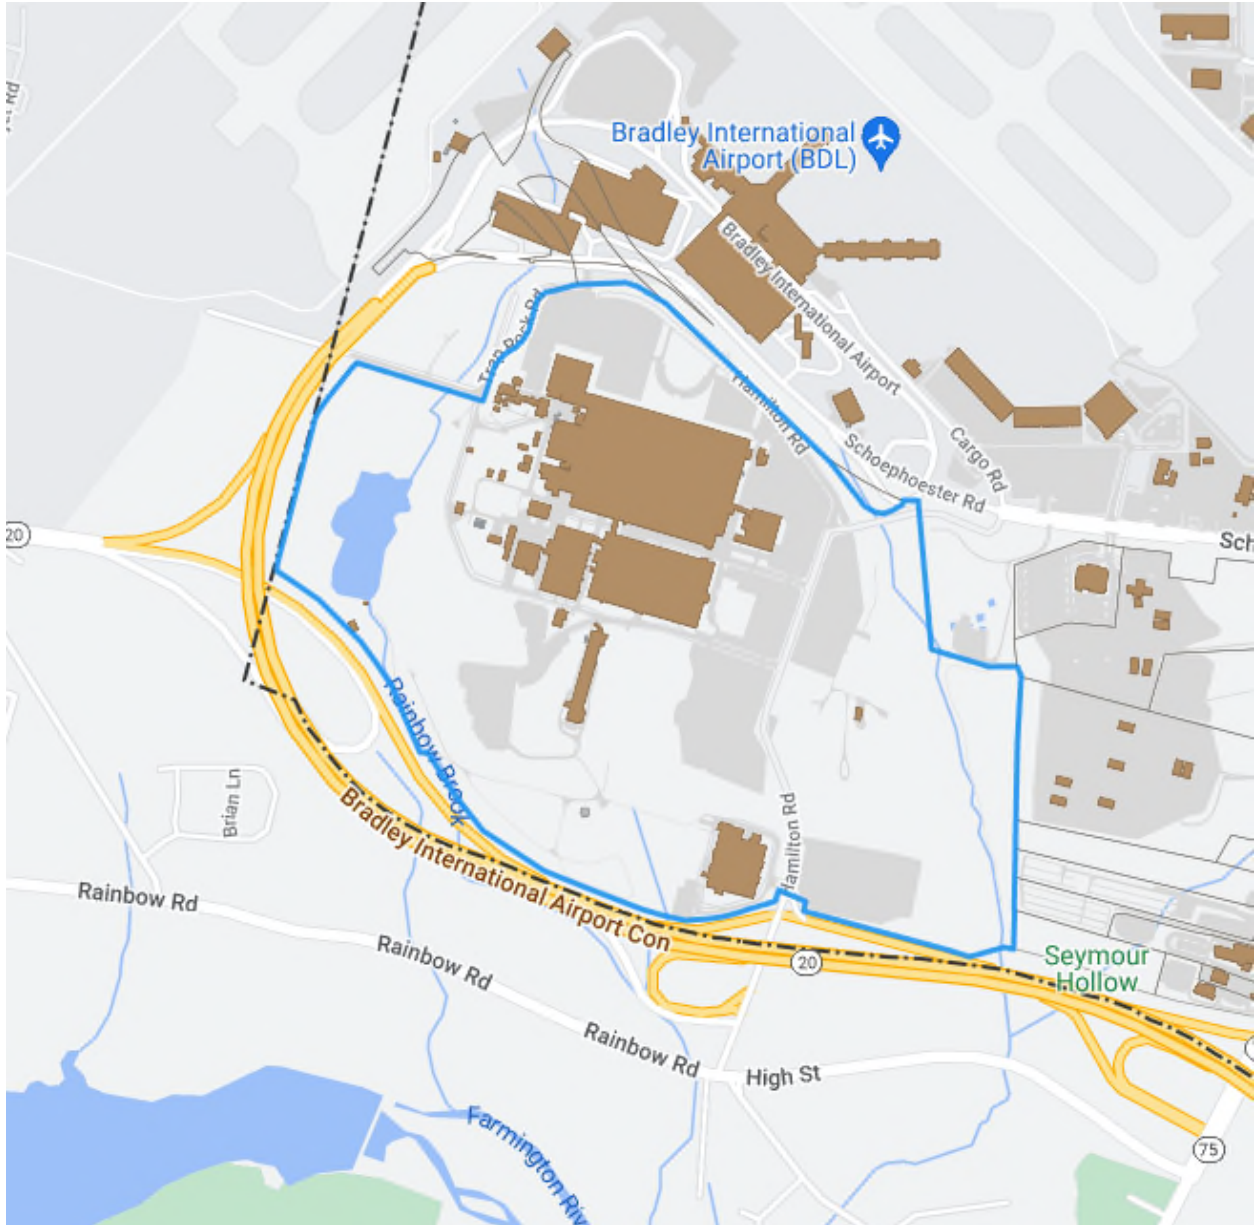 Bradley International
Airport (BDL)
Bradley International Airport
Trap Rock Rd
Hamilton Rd
Schoephoester Rd
Cargo Rd
20
Sch
Rainbow Brook
Brian Ln
Bradley International Airport Con
Hamilton Rd
Rainbow Rd
Rainbow Rd
20
Seymour
Hollow
Rainbow Rd
High St
Farmington Rive
75